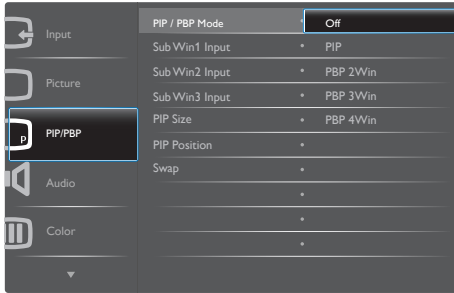 Input
Picture
P
PIP/PBP
Audio
Color
PIP / PBP Mode • Off
Sub Win1 Input • PIP
Sub Win2 Input • PBP 2Win
Sub Win3 Input • PBP 3Win
PIP Size • PBP 4Win
PIP Position •
Swap •
•
•
•